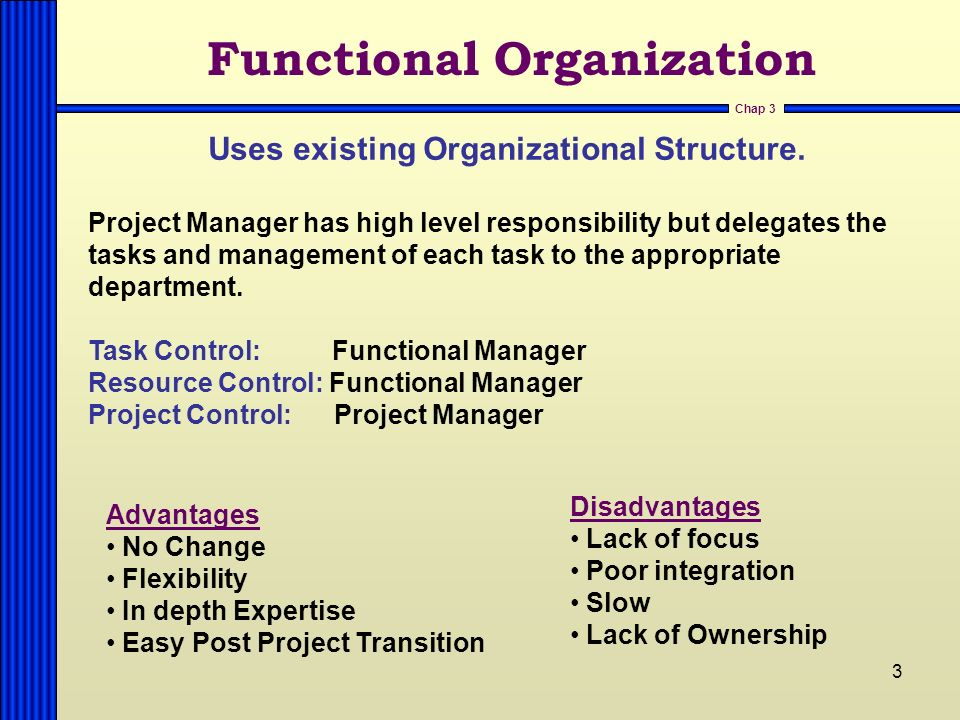 Functional Organization
Chap 3
Uses existing Organizational Structure.
Project Manager has high level responsibility but delegates the
tasks and management of each task to the appropriate
department.
Task Control: Functional Manager
Resource Control: Functional Manager
Project Control: Project Manager
Advantages
• No Change
• Flexibility
• In depth Expertise
• Easy Post Project Transition
Disadvantages
• Lack of focus
• Poor integration
• Slow
• Lack of Ownership
3